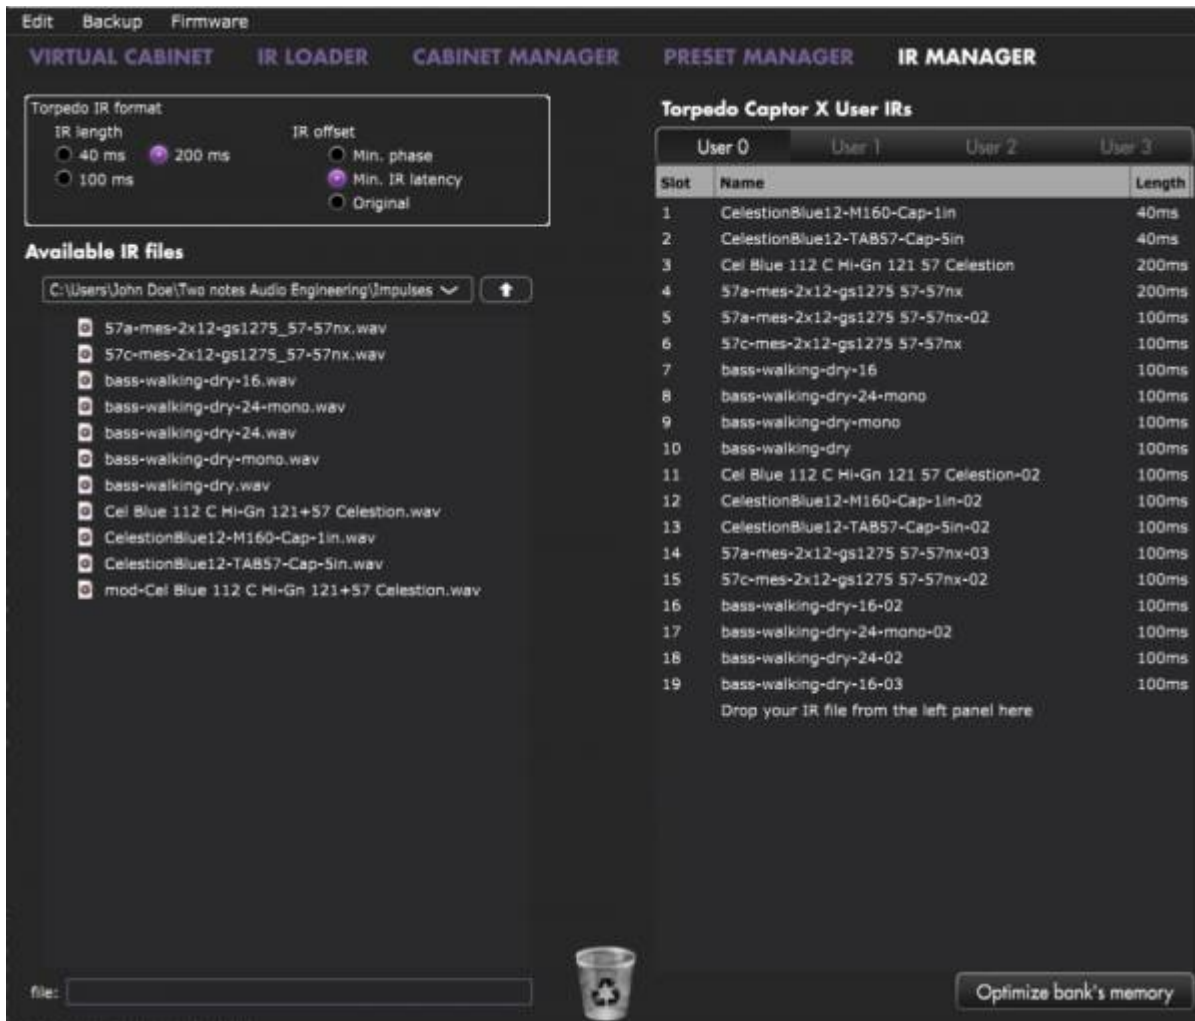 Edit Backup Firmware
VIRTUAL CABINET IR LOADER CABINET MANAGER PRESET MANAGER IR MANAGER
Torpedo IR format
IR length
40 ms 200 ms
100 ms
IR offset
Min. phase
Min. IR latency
Original
Available IR files
C:\Users\John Doe\Two notes Audio Engineering\Impulses
57a-mes-2x12-gs1275_57-57nx.wav
57c-mes-2x12-gs1275_57-57nx.wav
bass-walking-dry-16.wav
bass-walking-dry-24-mono.wav
bass-walking-dry-24.wav
bass-walking-dry-mono.wav
bass-walking-dry.wav
Cel Blue 112 C Hi-Gn 121+57 Celestion.wav
CelestionBlue12-M160-Cap-1in.wav
CelestionBlue12-TAB57-Cap-5in.wav
mod-Cel Blue 112 C Hi-Gn 121+57 Celestion.wav
file:
Torpedo Captor X User IRs
User 0 User 1 User 2 User 3
Slot Name Length
1 CelestionBlue12-M160-Cap-1in 40ms
2 CelestionBlue12-TAB57-Cap-5in 40ms
3 Cel Blue 112 C Hi-Gn 121 57 Celestion 200ms
4 57a-mes-2x12-gs1275 57-57nx 200ms
5 57a-mes-2x12-gs1275 57-57nx-02 100ms
6 57c-mes-2x12-gs1275 57-57nx 100ms
7 bass-walking-dry-16 100ms
8 bass-walking-dry-24-mono 100ms
9 bass-walking-dry-mono 100ms
10 bass-walking-dry 100ms
11 Cel Blue 112 C Hi-Gn 121 57 Celestion-02 100ms
12 CelestionBlue12-M160-Cap-1in-02 100ms
13 CelestionBlue12-TAB57-Cap-5in-02 100ms
14 57a-mes-2x12-gs1275 57-57nx-03 100ms
15 57c-mes-2x12-gs1275 57-57nx-02 100ms
16 bass-walking-dry-16-02 100ms
17 bass-walking-dry-24-mono-02 100ms
18 bass-walking-dry-24-02 100ms
19 bass-walking-dry-16-03 100ms
Drop your IR file from the left panel here
Optimize bank's memory